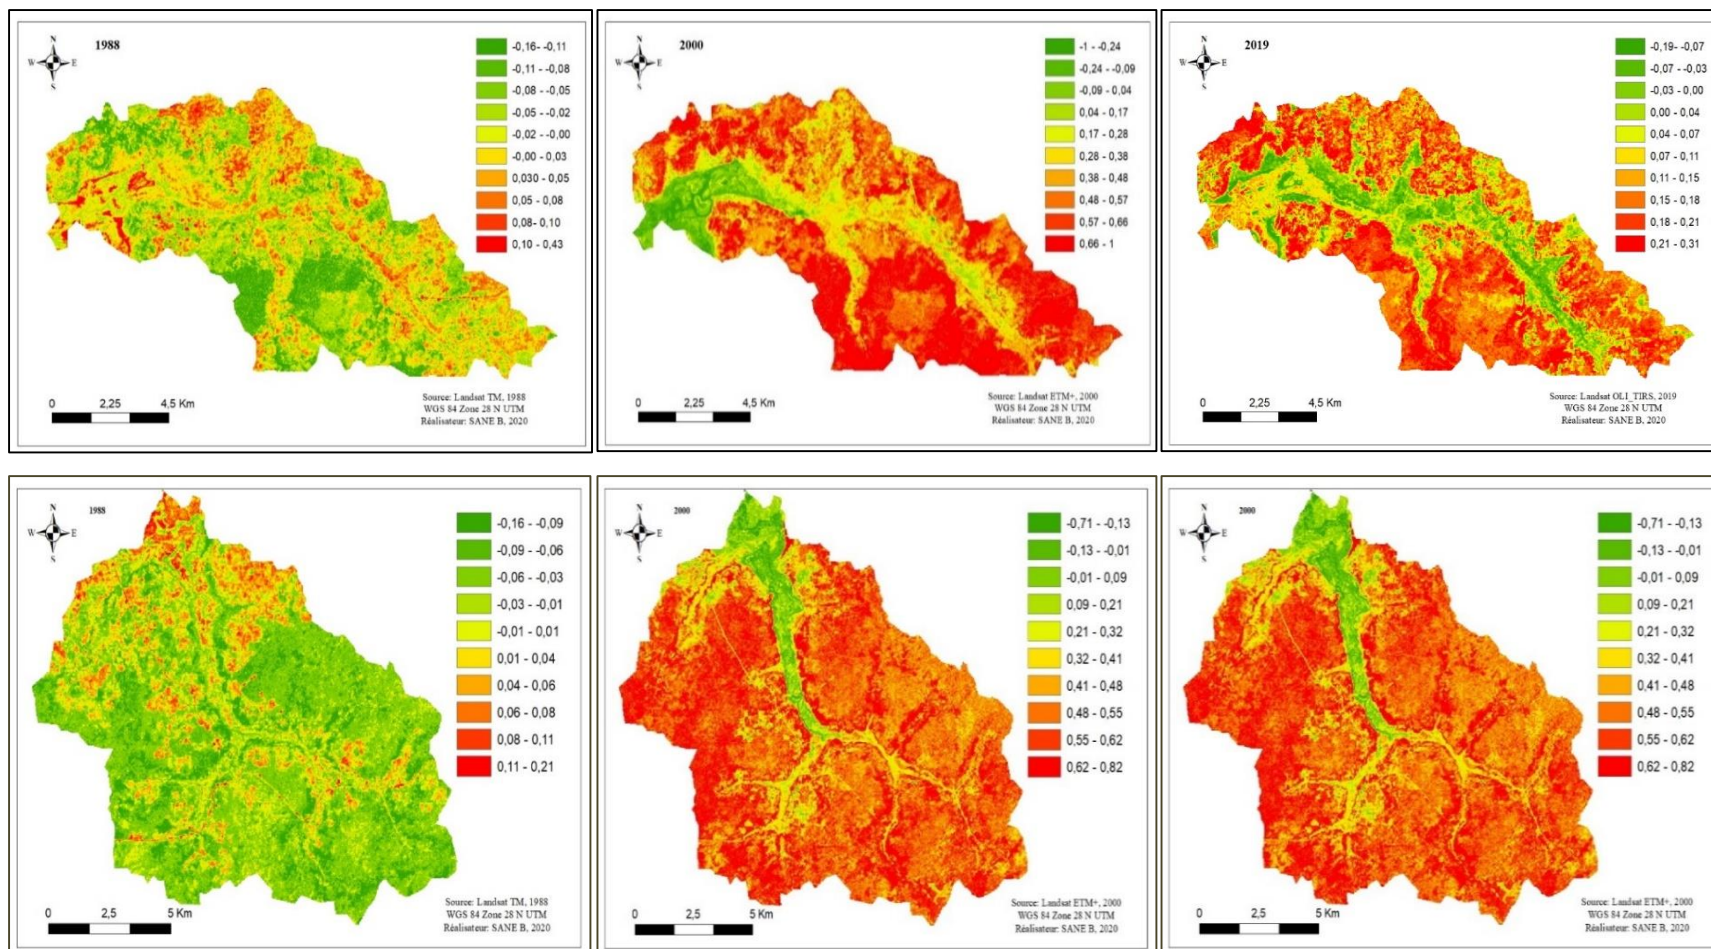 N
W E
S
1988
-0,16- -0,11
-0,11 - -0,08
-0,08 - -0,05
-0,05 - -0,02
-0,02 - -0,00
-0,00 - 0,03
0,030 - 0,05
0,05 - 0,08
0,08- 0,10
0,10 - 0,43
0 2,25 4,5 Km
Source: Landsat TM, 1988
WGS 84 Zone 28 N UTM
Réalisateur: SANE B, 2020
N
W E
S
2000
-1 - -0,24
-0,24 - -0,09
-0,09 - 0,04
0,04 - 0,17
0,17 - 0,28
0,28 - 0,38
0,38 - 0,48
0,48 - 0,57
0,57 - 0,66
0,66 - 1
0 2,25 4,5 Km
Source: Landsat ETM+, 2000
WGS 84 Zone 28 N UTM
Réalisateur: SANE B, 2020
N
W E
S
2019
-0,19- -0,07
-0,07 - -0,03
-0,03 - 0,00
0,00 - 0,04
0,04 - 0,07
0,07 - 0,11
0,11 - 0,15
0,15 - 0,18
0,18 - 0,21
0,21 - 0,31
0 2,25 4,5 Km
Source: Landsat OLI_TIRS, 2019
WGS 84 Zone 28 N UTM
Réalisateur: SANE B, 2020
N
W E
S
1988
-0,16 - -0,09
-0,09 - -0,06
-0,06 - -0,03
-0,03 - -0,01
-0,01 - 0,01
0,01 - 0,04
0,04 - 0,06
0,06 - 0,08
0,08 - 0,11
0,11 - 0,21
0 2,5 5 Km
Source: Landsat TM, 1988
WGS 84 Zone 28 N UTM
Réalisateur: SANE B, 2020
N
W E
S
2000
-0,71 - -0,13
-0,13 - -0,01
-0,01 - 0,09
0,09 - 0,21
0,21 - 0,32
0,32 - 0,41
0,41 - 0,48
0,48 - 0,55
0,55 - 0,62
0,62 - 0,82
0 2,5 5 Km
Source: Landsat ETM+, 2000
WGS 84 Zone 28 N UTM
Réalisateur: SANE B, 2020
N
W E
S
2000
-0,71 - -0,13
-0,13 - -0,01
-0,01 - 0,09
0,09 - 0,21
0,21 - 0,32
0,32 - 0,41
0,41 - 0,48
0,48 - 0,55
0,55 - 0,62
0,62 - 0,82
0 2,5 5 Km
Source: Landsat ETM+, 2000
WGS 84 Zone 28 N UTM
Réalisateur: SANE B, 2020